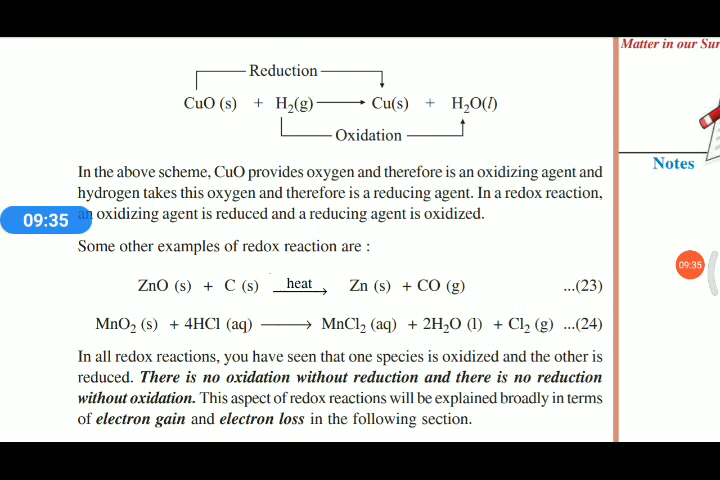 Matter in our Sur
Reduction
CuO (s) + H₂(g) ⟶ Cu(s) + H₂O(l)
Oxidation
In the above scheme, CuO provides oxygen and therefore is an oxidizing agent and
hydrogen takes this oxygen and therefore is a reducing agent. In a redox reaction,
an oxidizing agent is reduced and a reducing agent is oxidized.
Notes
09:35
Some other examples of redox reaction are :
09:35
ZnO (s) + C (s) heat ⟶ Zn (s) + CO (g) ...(23)
MnO₂ (s) + 4HCl (aq) ⟶ MnCl₂ (aq) + 2H₂O (l) + Cl₂ (g) ...(24)
In all redox reactions, you have seen that one species is oxidized and the other is
reduced. There is no oxidation without reduction and there is no reduction
without oxidation. This aspect of redox reactions will be explained broadly in terms
of electron gain and electron loss in the following section.